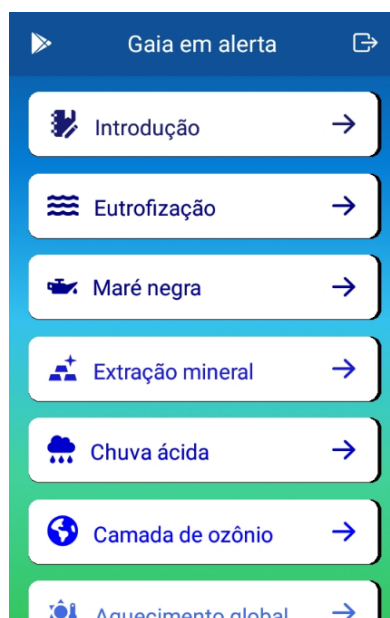 Gaia em alerta
Introdução
Eutrofização
Maré negra
Extração mineral
Chuva ácida
Camada de ozônio
Aquecimento global